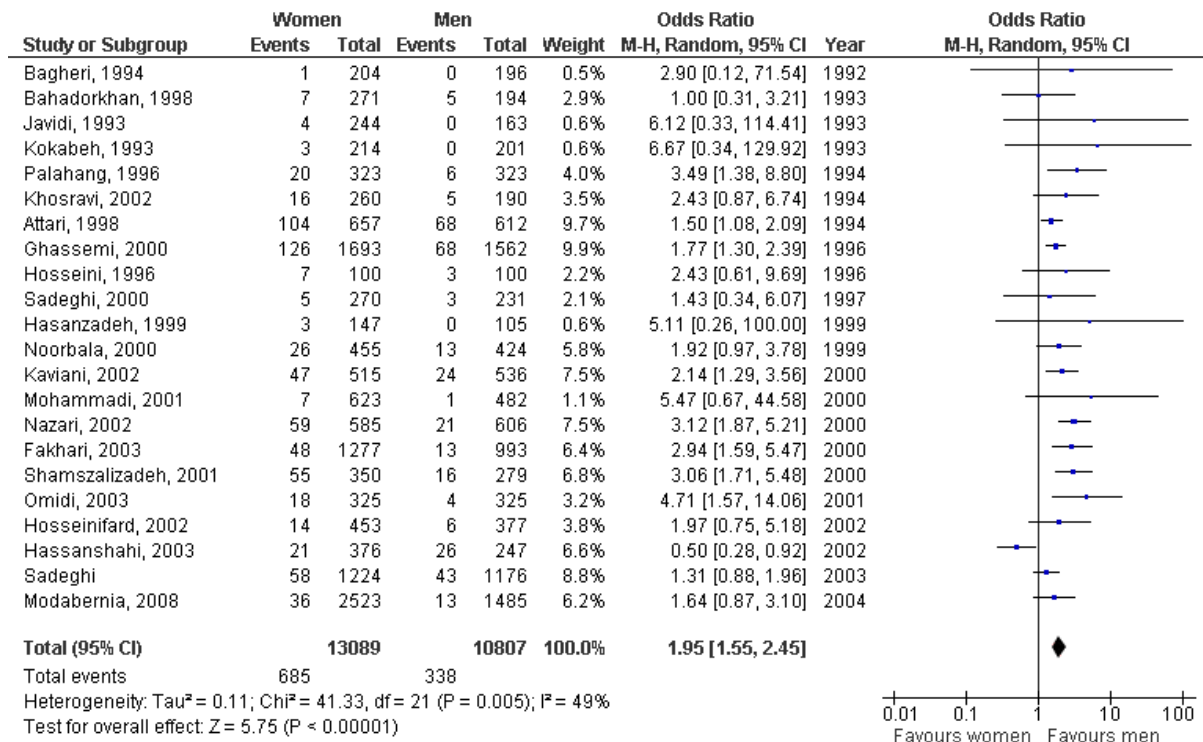 Women Men Odds Ratio Odds Ratio
Study or Subgroup Events Total Events Total Weight M-H, Random, 95% CI Year M-H, Random, 95% CI
Bagheri, 1994 1 204 0 196 0.5% 2.90 [0.12, 71.54] 1992
Bahadorkhan, 1998 7 271 5 194 2.9% 1.00 [0.31, 3.21] 1993
Javidi, 1993 4 244 0 163 0.6% 6.12 [0.33, 114.41] 1993
Kokabeh, 1993 3 214 0 201 0.6% 6.67 [0.34, 129.92] 1993
Palahang, 1996 20 323 6 323 4.0% 3.49 [1.38, 8.80] 1994
Khosravi, 2002 16 260 5 190 3.5% 2.43 [0.87, 6.74] 1994
Attari, 1998 104 657 68 612 9.7% 1.50 [1.08, 2.09] 1994
Ghassemi, 2000 126 1693 68 1562 9.9% 1.77 [1.30, 2.39] 1996
Hosseini, 1996 7 100 3 100 2.2% 2.43 [0.61, 9.69] 1996
Sadeghi, 2000 5 270 3 231 2.1% 1.43 [0.34, 6.07] 1997
Hasanzadeh, 1999 3 147 0 105 0.6% 5.11 [0.26, 100.00] 1999
Noorbala, 2000 26 455 13 424 5.8% 1.92 [0.97, 3.78] 1999
Kaviani, 2002 47 515 24 536 7.5% 2.14 [1.29, 3.56] 2000
Mohammadi, 2001 7 623 1 482 1.1% 5.47 [0.67, 44.58] 2000
Nazari, 2002 59 585 21 606 7.5% 3.12 [1.87, 5.21] 2000
Fakhari, 2003 48 1277 13 993 6.4% 2.94 [1.59, 5.47] 2000
Shamszalizadeh, 2001 55 350 16 279 6.8% 3.06 [1.71, 5.48] 2000
Omidi, 2003 18 325 4 325 3.2% 4.71 [1.57, 14.06] 2001
Hosseinifard, 2002 14 453 6 377 3.8% 1.97 [0.75, 5.18] 2002
Hassanshahi, 2003 21 376 26 247 6.6% 0.50 [0.28, 0.92] 2002
Sadeghi 58 1224 43 1176 8.8% 1.31 [0.88, 1.96] 2003
Modabernia, 2008 36 2523 13 1485 6.2% 1.64 [0.87, 3.10] 2004
Total (95% CI) 13089 10807 100.0% 1.95 [1.55, 2.45]
Total events 685 338
Heterogeneity: Tau² = 0.11; Chi² = 41.33, df = 21 (P = 0.005); I² = 49%
Test for overall effect: Z = 5.75 (P < 0.00001)
0.01 0.1 1 10 100
Favours women Favours men